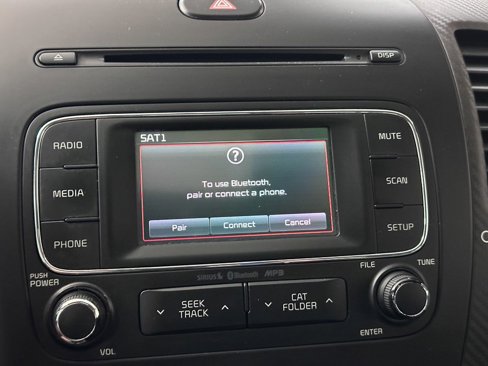 DISP
RADIO
MEDIA
PHONE
SAT1
?
To use Bluetooth,
pair or connect a phone.
Pair Connect Cancel
MUTE
SCAN
SETUP
PUSH
POWER
VOL
SIRIUS Bluetooth MP3
SEEK
TRACK
CAT
FOLDER
FILE
TUNE
ENTER